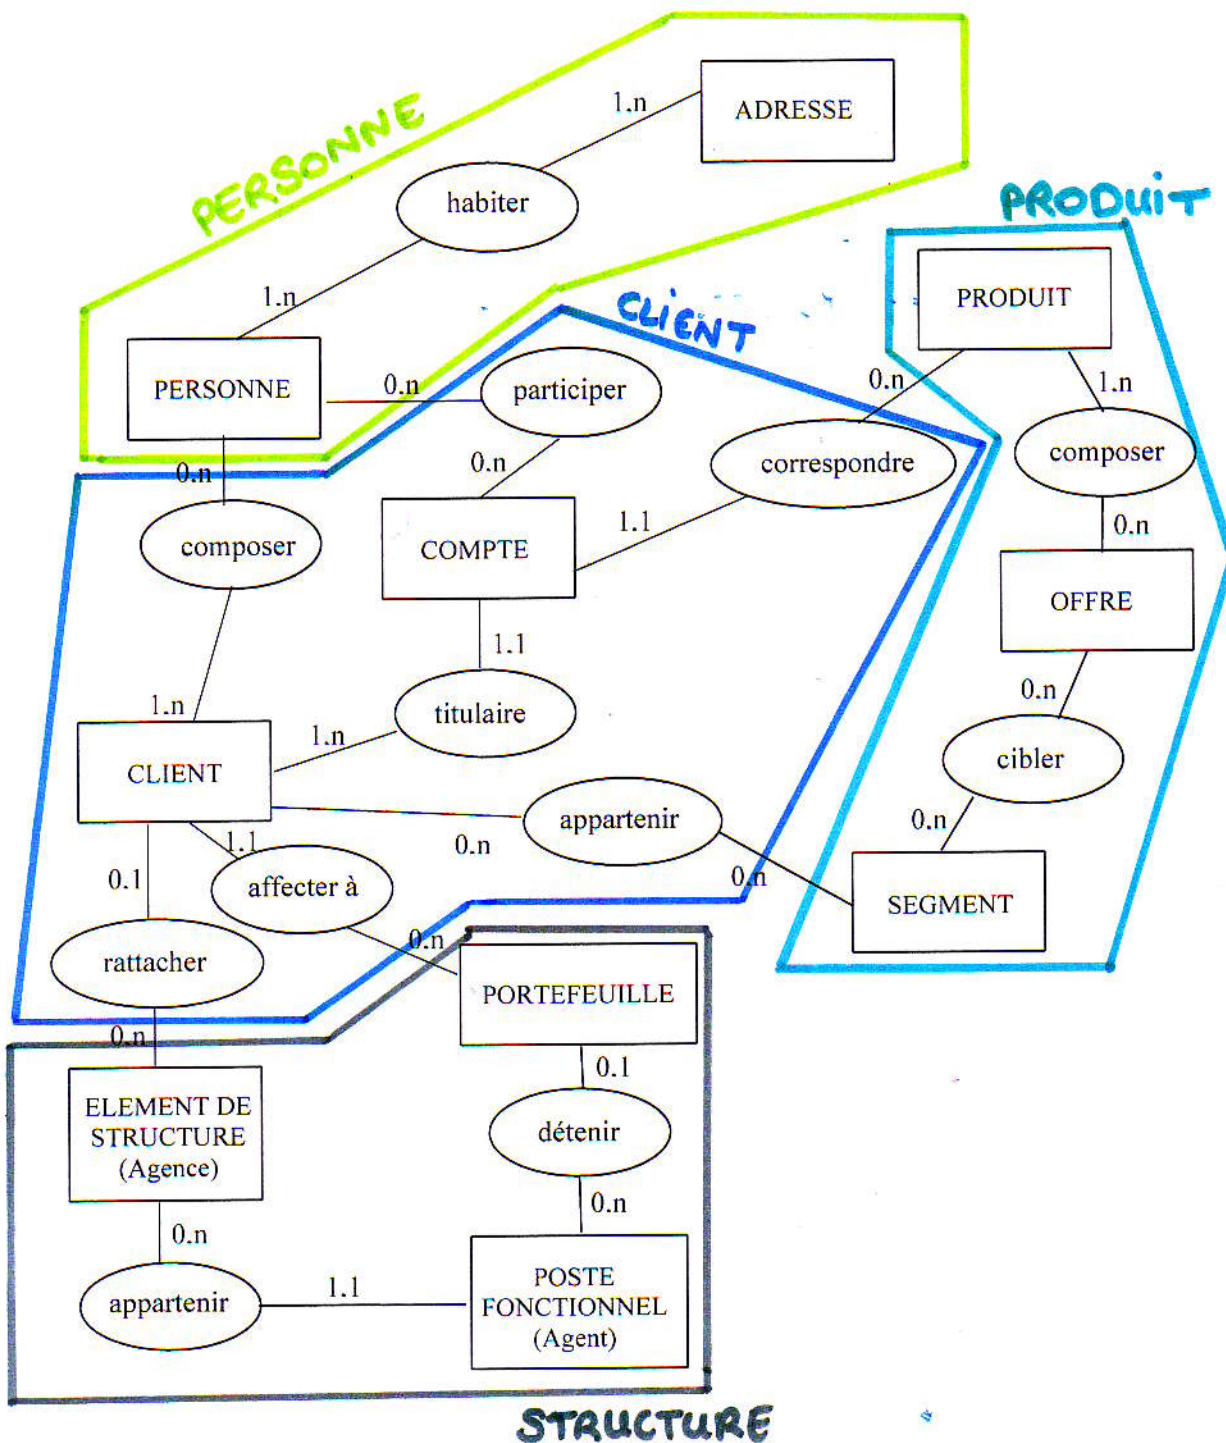 ADRESSE
1.n
PERSONNE
habiter
PRODUIT
1.n
PRODUIT
CLIENT
PERSONNE
0.n
participer
0.n
1.n
composer
correspondre
0.n
0.n
composer
COMPTE
1.1
0.n
OFFRE
1.1
0.n
1.n
titulaire
1.n
cibler
CLIENT
appartenir
0.n
0.n
1.1
0.n
0.1
affecter à
SEGMENT
0.n
rattacher
PORTEFEUILLE
0.n
0.1
ELEMENT DE
STRUCTURE
(Agence)
détenir
0.n
0.n
POSTE
FONCTIONNEL
(Agent)
appartenir
1.1
STRUCTURE